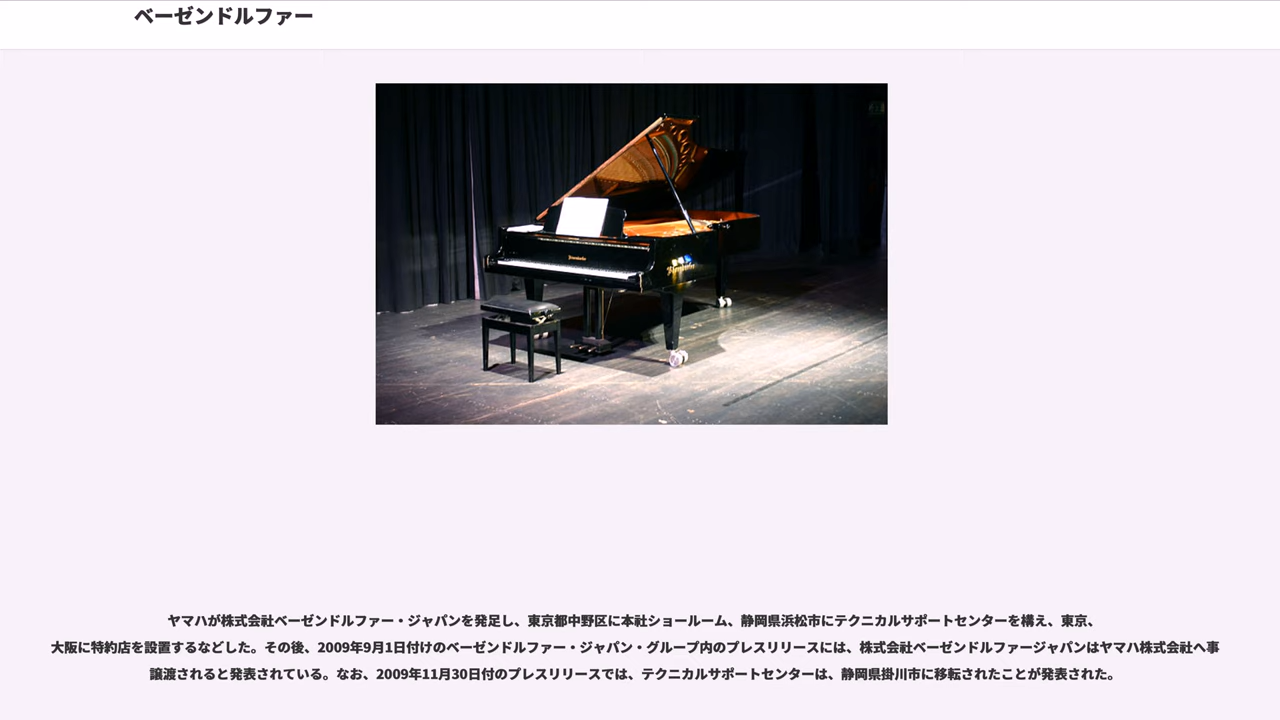 ベーゼンドルファー
ヤマハが株式会社ベーゼンドルファー・ジャパンを発足し、東京都中野区に本社ショールーム、静岡県浜松市にテクニカルサポートセンターを構え、東京、
大阪に特約店を設置するなどした。その後、2009年9月1日付けのベーゼンドルファー・ジャパン・グループ内のプレスリリースには、株式会社ベーゼンドルファージャパンはヤマハ株式会社へ事
譲渡されると発表されている。なお、2009年11月30日付のプレスリリースでは、テクニカルサポートセンターは、静岡県掛川市に移転されたことが発表された。